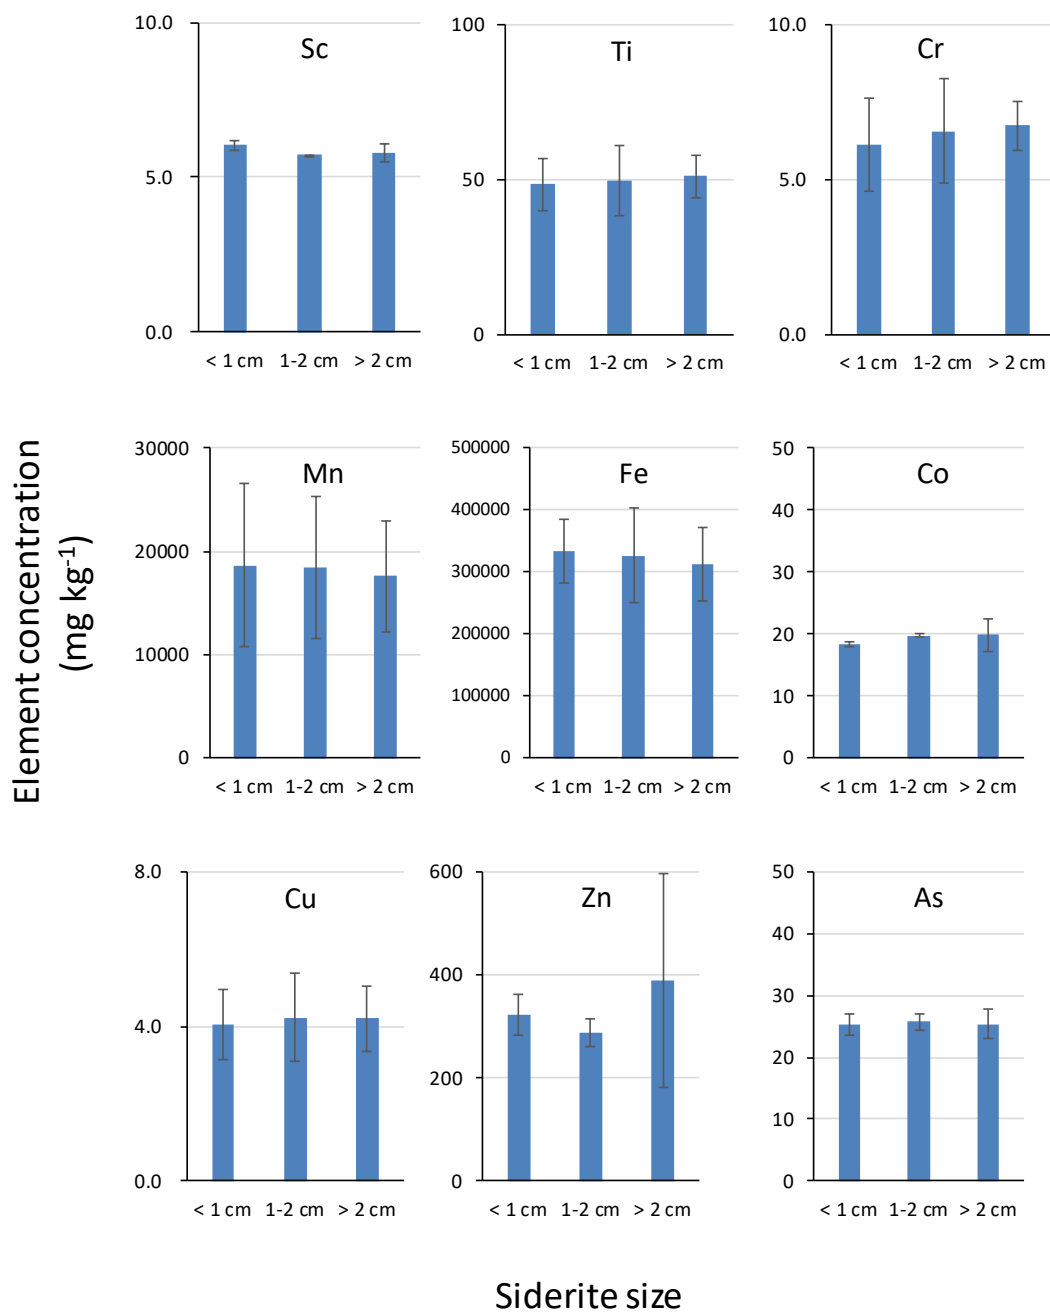 10.0
Sc
5.0
0.0
< 1 cm 1-2 cm > 2 cm
100
Ti
50
0
< 1 cm 1-2 cm > 2 cm
10.0
Cr
5.0
0.0
< 1 cm 1-2 cm > 2 cm
Element concentration
(mg kg⁻¹)
30000
Mn
20000
10000
0
< 1 cm 1-2 cm > 2 cm
500000
Fe
400000
300000
200000
100000
0
< 1 cm 1-2 cm > 2 cm
50
Co
40
30
20
10
0
< 1 cm 1-2 cm > 2 cm
8.0
Cu
4.0
0.0
< 1 cm 1-2 cm > 2 cm
600
Zn
400
200
0
< 1 cm 1-2 cm > 2 cm
50
As
40
30
20
10
0
< 1 cm 1-2 cm > 2 cm
Siderite size